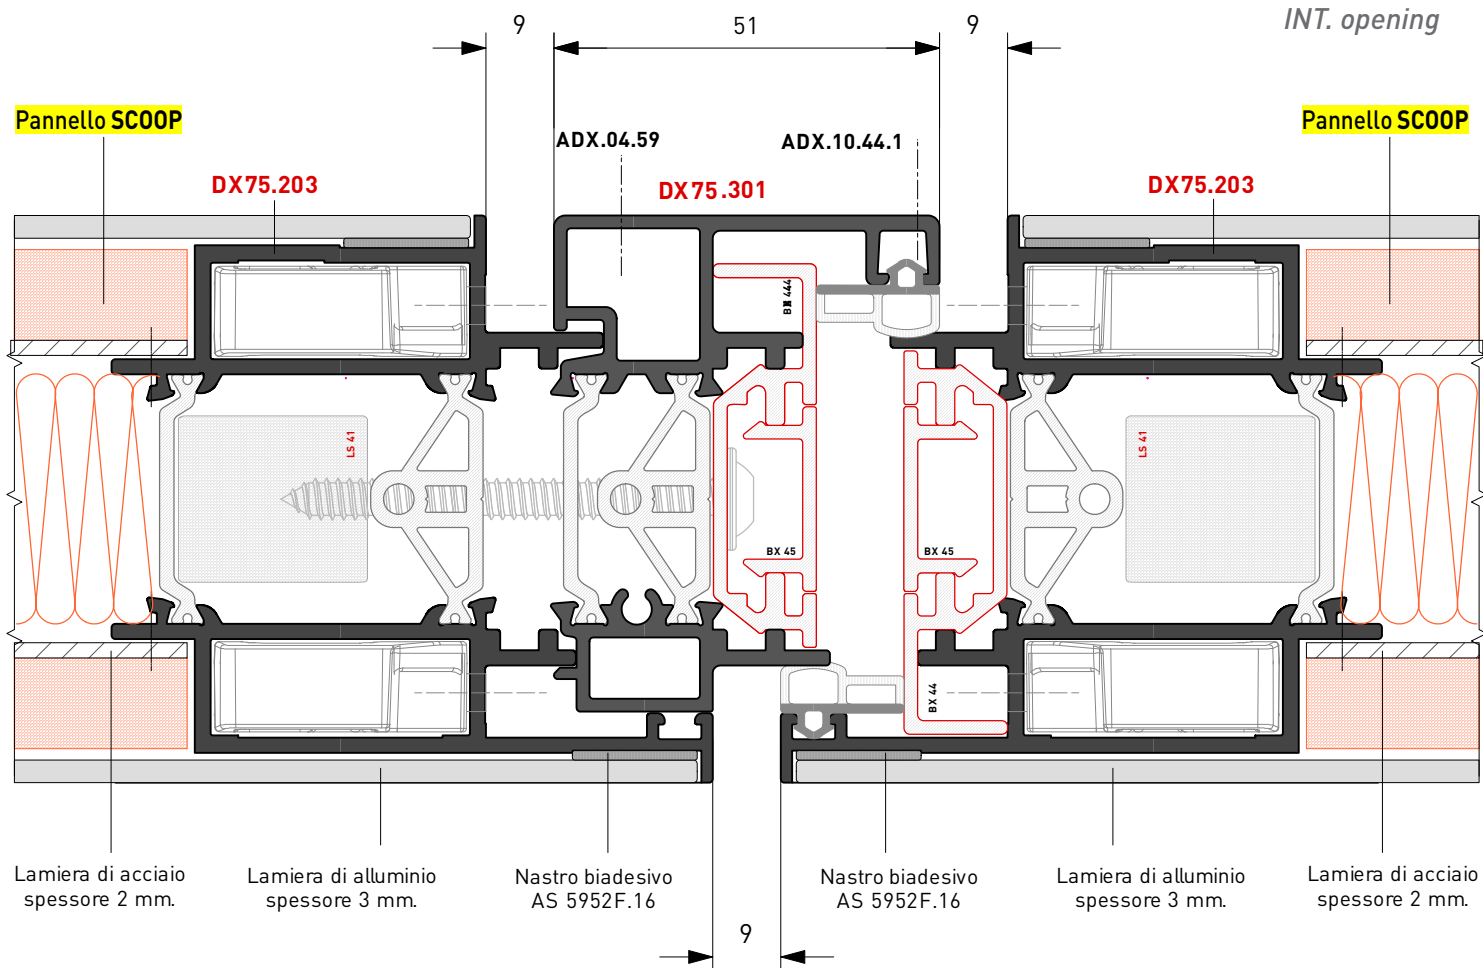 INT. opening
9
51
9
Pannello SCOOP
Pannello SCOOP
ADX.04.59
ADX.10.44.1
DX75.203
DX75.301
DX75.203
444
LS 41
LS 41
BX 45
BX 45
BX 44
Lamiera di acciaio
spessore 2 mm.
Lamiera di alluminio
spessore 3 mm.
Nastro biadesivo
AS 5952F.16
Nastro biadesivo
AS 5952F.16
Lamiera di alluminio
spessore 3 mm.
Lamiera di acciaio
spessore 2 mm.
9